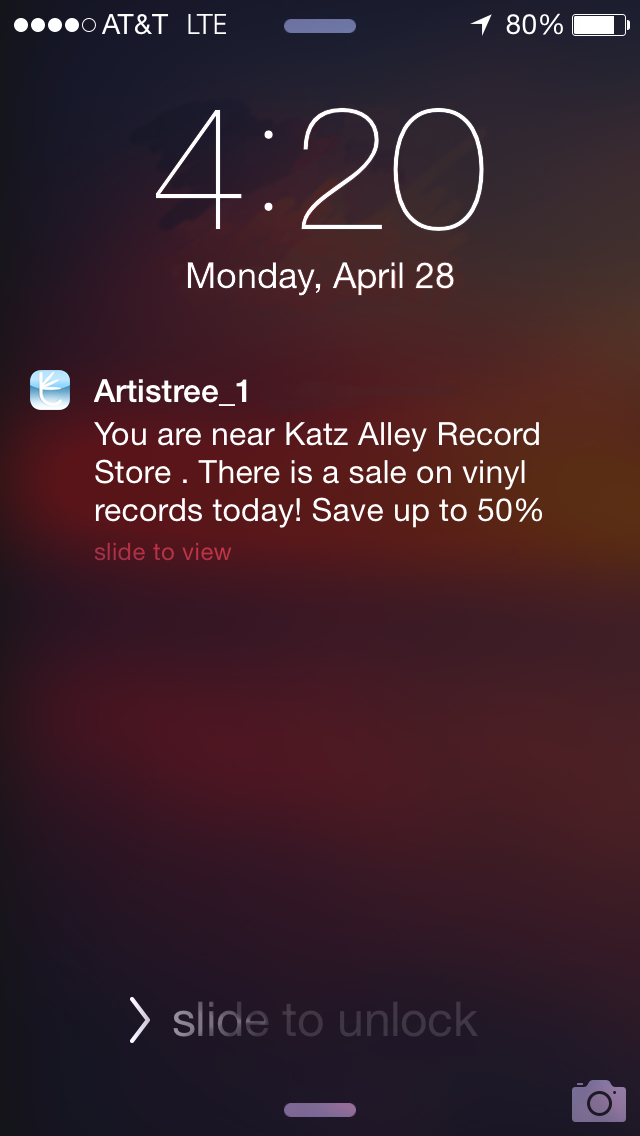 AT&T LTE 80%
4:20
Monday, April 28
Artistree_1
You are near Katz Alley Record
Store . There is a sale on vinyl
records today! Save up to 50%
slide to view
slide to unlock